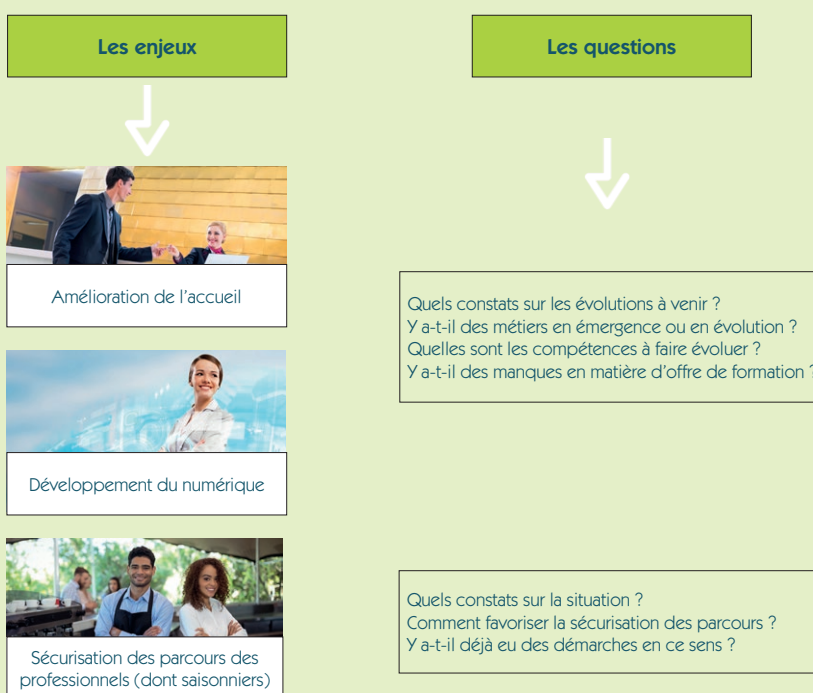 Les enjeux
Les questions
Amélioration de l'accueil
Quels constats sur les évolutions à venir ?
Y a-t-il des métiers en émergence ou en évolution ?
Quelles sont les compétences à faire évoluer ?
Y a-t-il des manques en matière d'offre de formation ?
Développement du numérique
Quels constats sur la situation ?
Comment favoriser la sécurisation des parcours ?
Y a-t-il déjà eu des démarches en ce sens ?
Sécurisation des parcours des
professionnels (dont saisonniers)